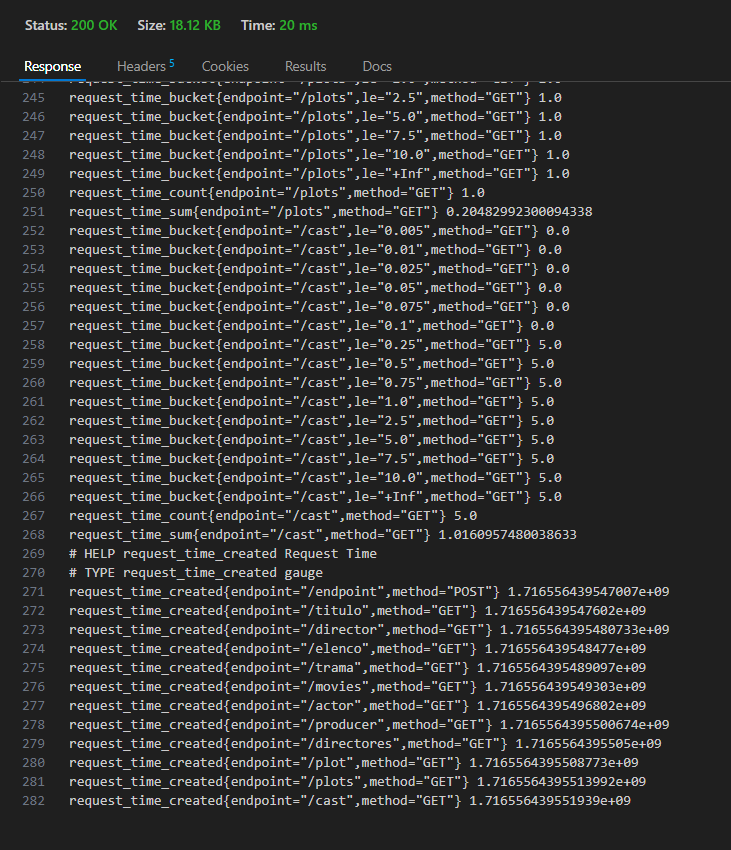 Status: 200 OK Size: 18.12 KB Time: 20 ms
Response Headers 5 Cookies Results Docs
245 request_time_bucket{endpoint="/plots",le="2.5",method="GET"} 1.0
246 request_time_bucket{endpoint="/plots",le="5.0",method="GET"} 1.0
247 request_time_bucket{endpoint="/plots",le="7.5",method="GET"} 1.0
248 request_time_bucket{endpoint="/plots",le="10.0",method="GET"} 1.0
249 request_time_bucket{endpoint="/plots",le="+Inf",method="GET"} 1.0
250 request_time_count{endpoint="/plots",method="GET"} 1.0
251 request_time_sum{endpoint="/plots",method="GET"} 0.20482992300094338
252 request_time_bucket{endpoint="/cast",le="0.005",method="GET"} 0.0
253 request_time_bucket{endpoint="/cast",le="0.01",method="GET"} 0.0
254 request_time_bucket{endpoint="/cast",le="0.025",method="GET"} 0.0
255 request_time_bucket{endpoint="/cast",le="0.05",method="GET"} 0.0
256 request_time_bucket{endpoint="/cast",le="0.075",method="GET"} 0.0
257 request_time_bucket{endpoint="/cast",le="0.1",method="GET"} 0.0
258 request_time_bucket{endpoint="/cast",le="0.25",method="GET"} 5.0
259 request_time_bucket{endpoint="/cast",le="0.5",method="GET"} 5.0
260 request_time_bucket{endpoint="/cast",le="0.75",method="GET"} 5.0
261 request_time_bucket{endpoint="/cast",le="1.0",method="GET"} 5.0
262 request_time_bucket{endpoint="/cast",le="2.5",method="GET"} 5.0
263 request_time_bucket{endpoint="/cast",le="5.0",method="GET"} 5.0
264 request_time_bucket{endpoint="/cast",le="7.5",method="GET"} 5.0
265 request_time_bucket{endpoint="/cast",le="10.0",method="GET"} 5.0
266 request_time_bucket{endpoint="/cast",le="+Inf",method="GET"} 5.0
267 request_time_count{endpoint="/cast",method="GET"} 5.0
268 request_time_sum{endpoint="/cast",method="GET"} 1.0160957480038633
269 # HELP request_time_created Request Time
270 # TYPE request_time_created gauge
271 request_time_created{endpoint="/endpoint",method="POST"} 1.716556439547007e+09
272 request_time_created{endpoint="/titulo",method="GET"} 1.716556439547602e+09
273 request_time_created{endpoint="/director",method="GET"} 1.7165564395480733e+09
274 request_time_created{endpoint="/elenco",method="GET"} 1.716556439548477e+09
275 request_time_created{endpoint="/trama",method="GET"} 1.7165564395489097e+09
276 request_time_created{endpoint="/movies",method="GET"} 1.716556439549303e+09
277 request_time_created{endpoint="/actor",method="GET"} 1.7165564395496802e+09
278 request_time_created{endpoint="/producer",method="GET"} 1.7165564395500674e+09
279 request_time_created{endpoint="/directores",method="GET"} 1.7165564395505e+09
280 request_time_created{endpoint="/plot",method="GET"} 1.7165564395508773e+09
281 request_time_created{endpoint="/plots",method="GET"} 1.7165564395513992e+09
282 request_time_created{endpoint="/cast",method="GET"} 1.716556439551939e+09